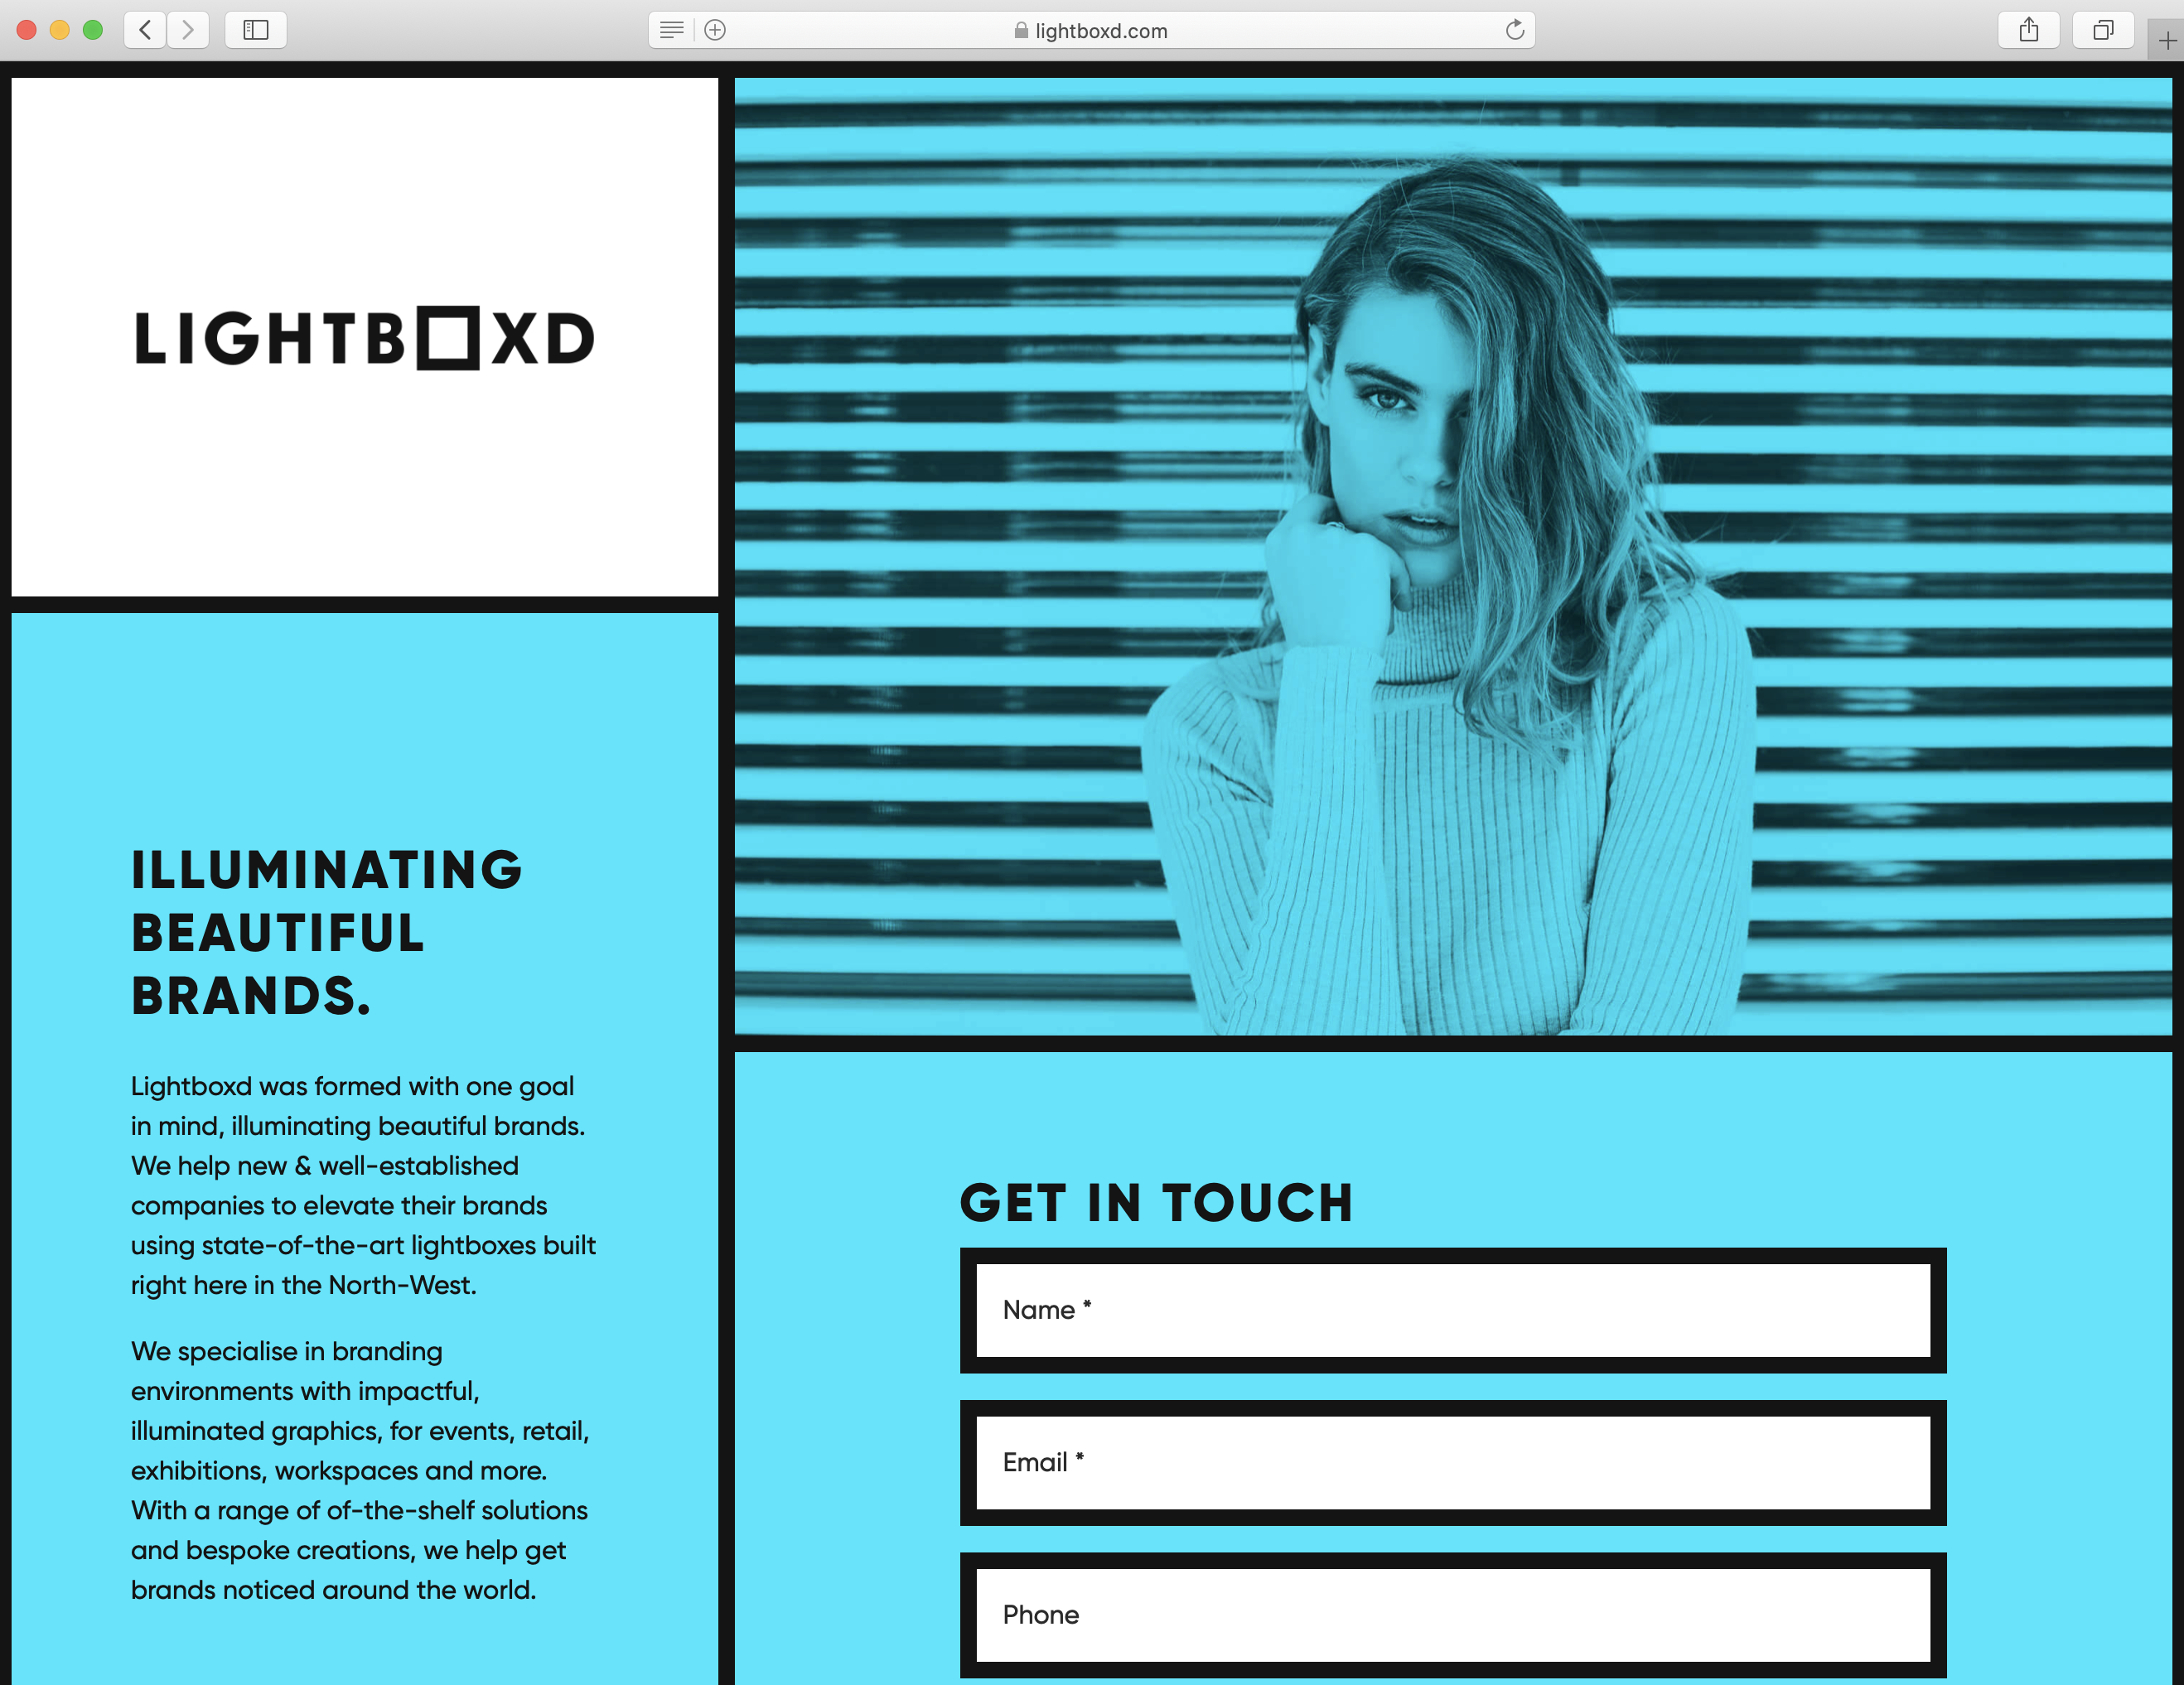 lightboxd.com
LIGHTBOXD
ILLUMINATING
BEAUTIFUL
BRANDS.
Lightboxd was formed with one goal
in mind, illuminating beautiful brands.
We help new & well-established
companies to elevate their brands
using state-of-the-art lightboxes built
right here in the North-West.
We specialise in branding
environments with impactful,
illuminated graphics, for events, retail,
exhibitions, workspaces and more.
With a range of of-the-shelf solutions
and bespoke creations, we help get
brands noticed around the world.
GET IN TOUCH
Name *
Email *
Phone